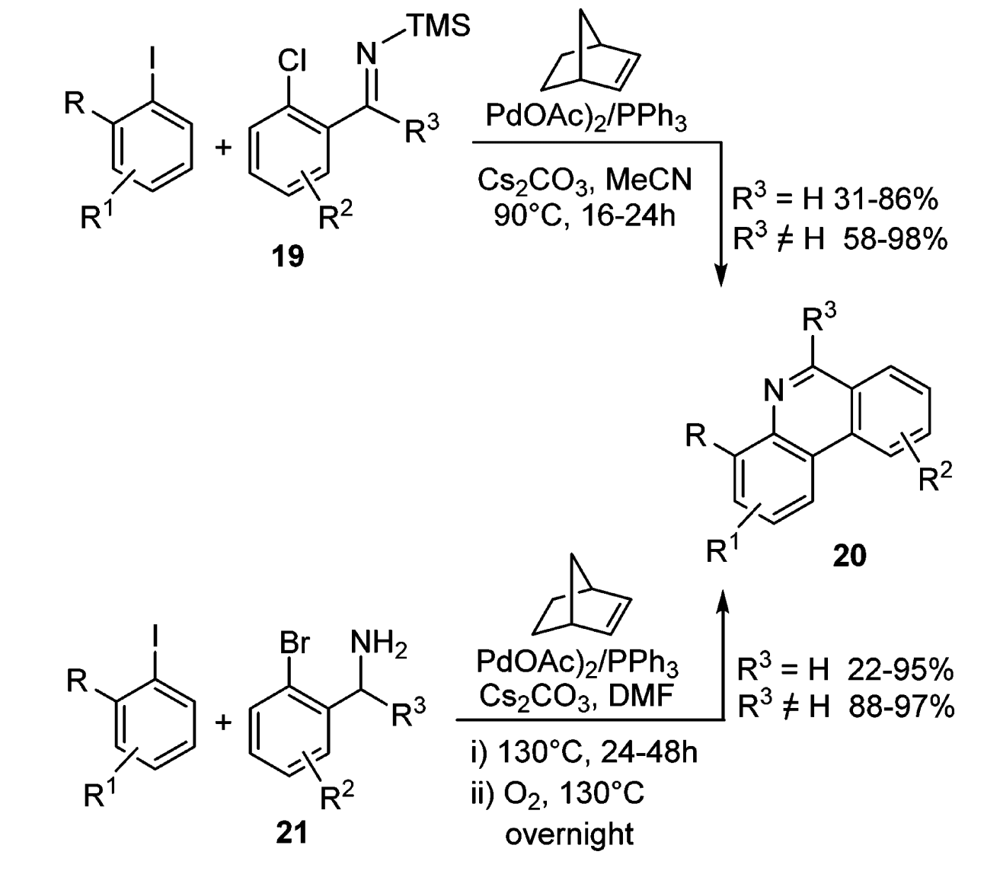 I
R
R¹
+
Cl
N
TMS
R³
R²
19
PdOAc)₂/PPh₃
Cs₂CO₃, MeCN
90°C, 16-24h
R³ = H 31-86%
R³ ≠ H 58-98%
R³
N
R
R²
R¹
20
I
R
R¹
+
Br
NH₂
R³
R²
21
PdOAc)₂/PPh₃
Cs₂CO₃, DMF
i) 130°C, 24-48h
ii) O₂, 130°C
overnight
R³ = H 22-95%
R³ ≠ H 88-97%